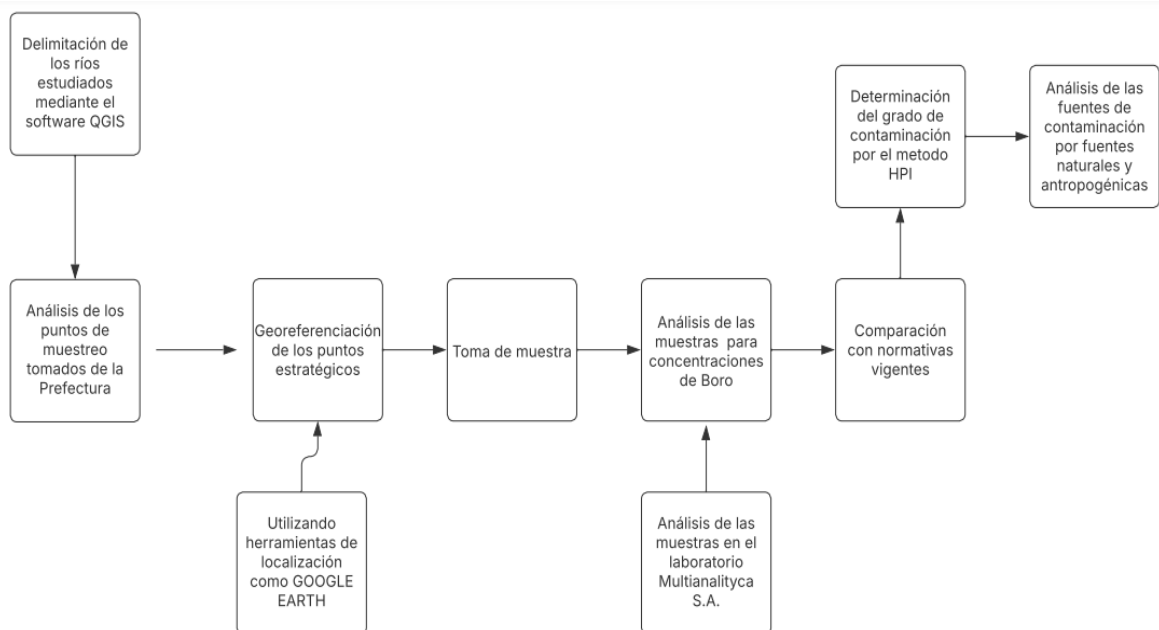 Delimitación de
los ríos
estudiados
mediante el
software QGIS
Análisis de los
puntos de
muestreo
tomados de la
Prefectura
Georeferenciación
de los puntos
estratégicos
Utilizando
herramientas de
localización
como GOOGLE
EARTH
Toma de muestra
Análisis de las
muestras para
concentraciones
de Boro
Análisis de las
muestras en el
laboratorio
Multianalityca
S.A.
Comparación
con normativas
vigentes
Determinación
del grado de
contaminación
por el metodo
HPI
Análisis de las
fuentes de
contaminación
por fuentes
naturales y
antropogénicas